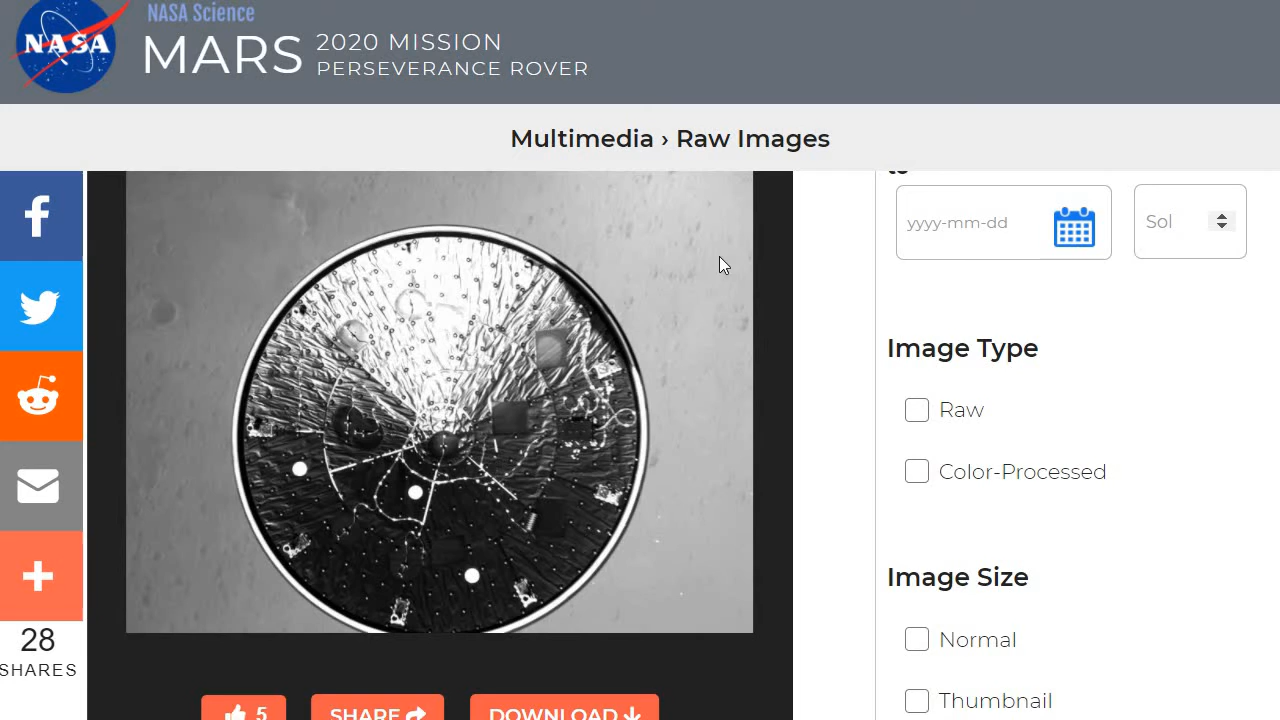 NASA
NASA Science
MARS
2020 MISSION
PERSEVERANCE ROVER
Multimedia › Raw Images
to
yyyy-mm-dd
Sol
Image Type
Raw
Color-Processed
Image Size
Normal
Thumbnail
28
SHARES
5
SHARE
DOWNLOAD